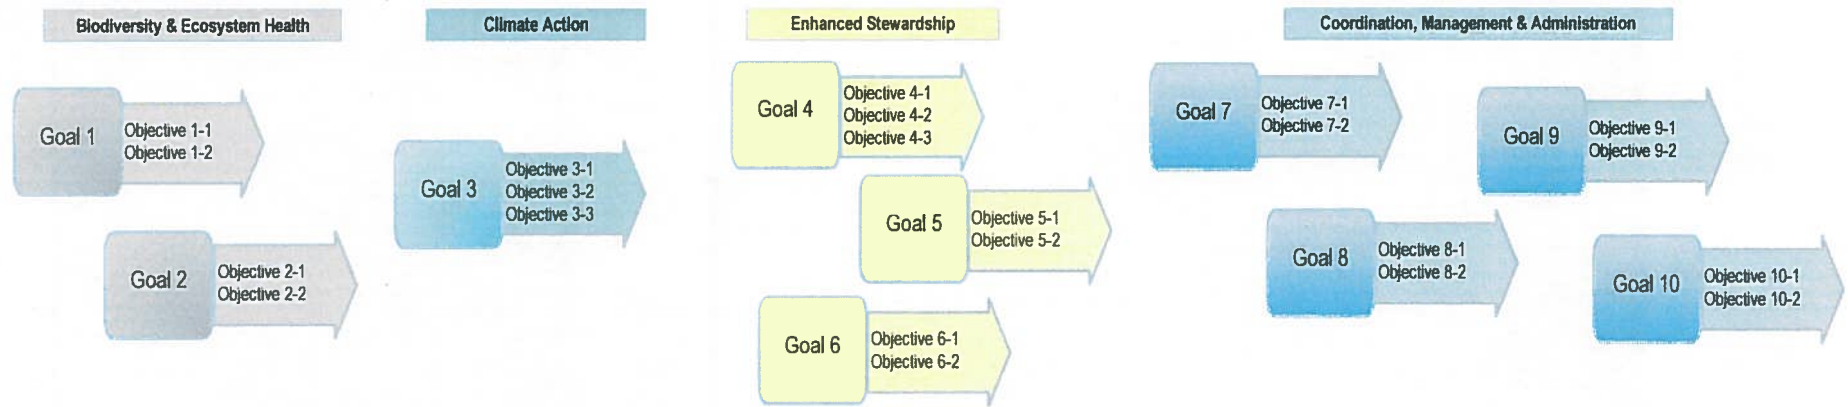 Biodiversity & Ecosystem Health
Goal 1
Objective 1-1
Objective 1-2
Goal 2
Objective 2-1
Objective 2-2
Climate Action
Goal 3
Objective 3-1
Objective 3-2
Objective 3-3
Enhanced Stewardship
Goal 4
Objective 4-1
Objective 4-2
Objective 4-3
Goal 5
Objective 5-1
Objective 5-2
Goal 6
Objective 6-1
Objective 6-2
Coordination, Management & Administration
Goal 7
Objective 7-1
Objective 7-2
Goal 8
Objective 8-1
Objective 8-2
Goal 9
Objective 9-1
Objective 9-2
Goal 10
Objective 10-1
Objective 10-2